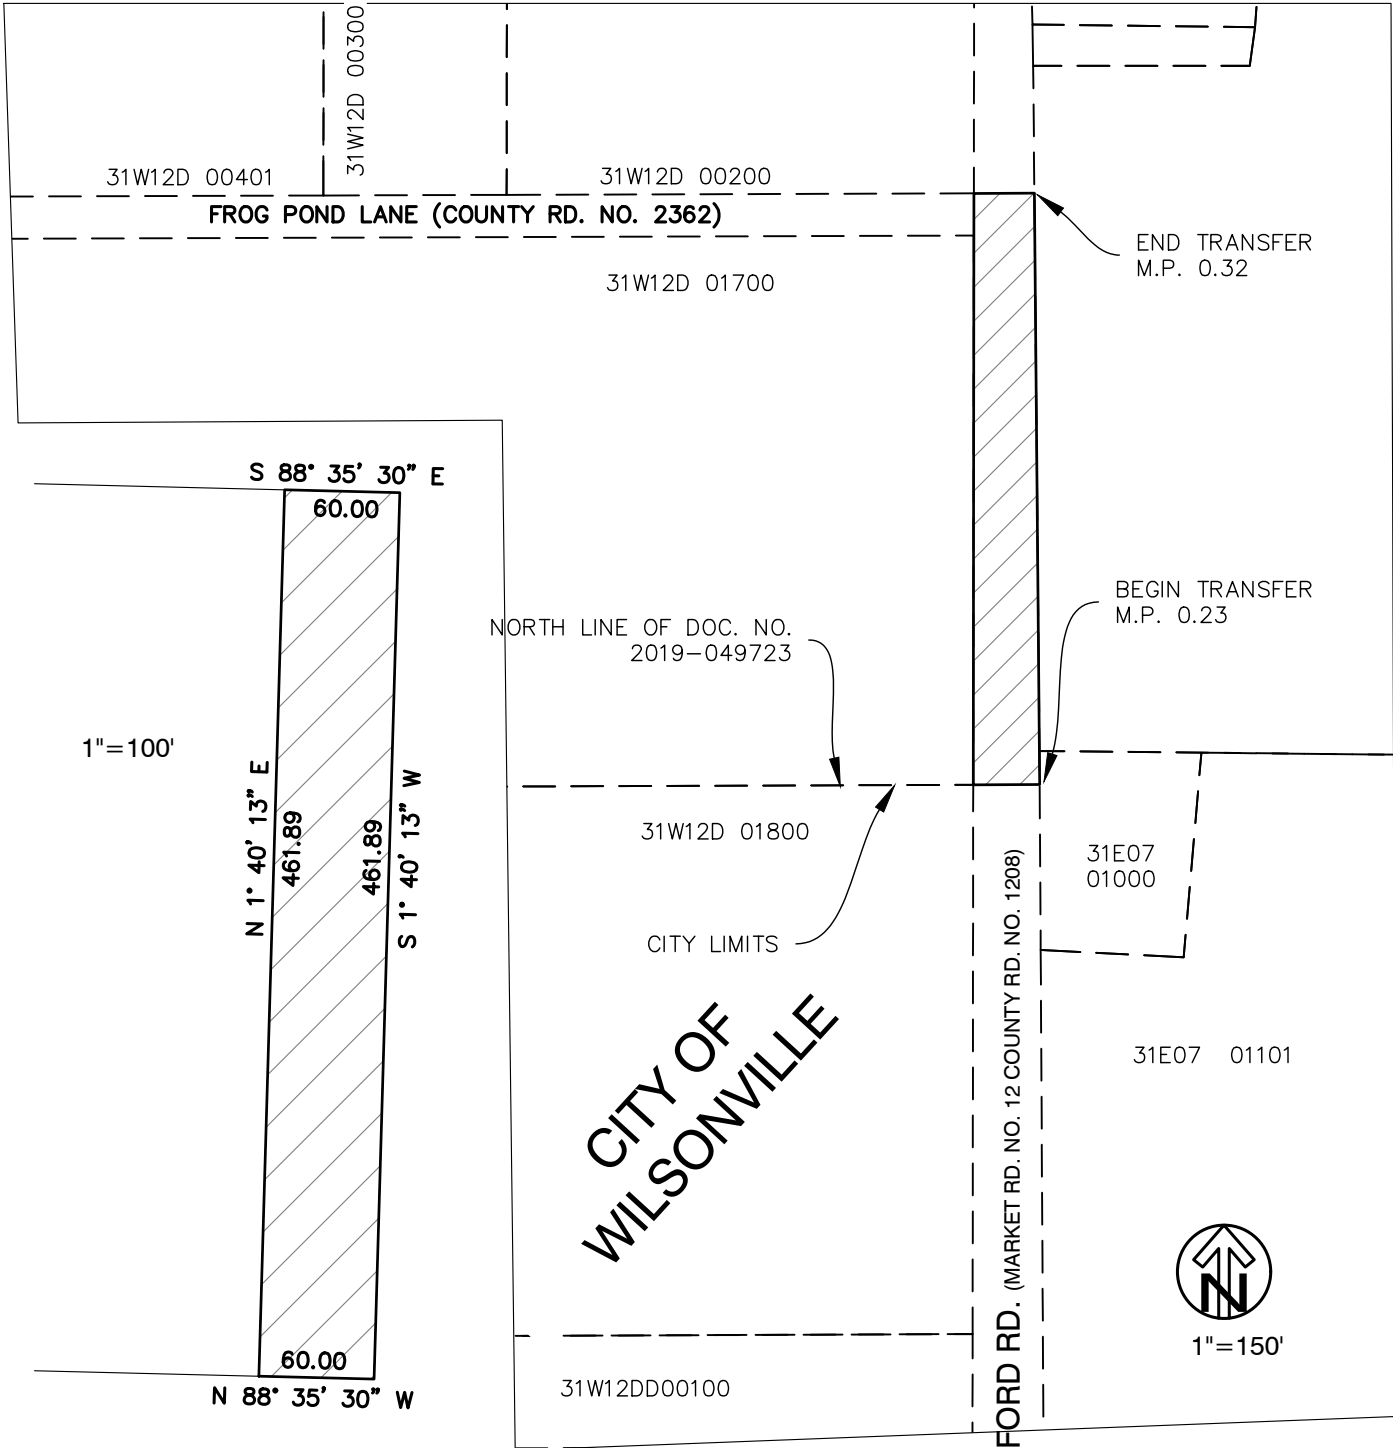 31W12D 00300
31W12D 00401
31W12D 00200
FROG POND LANE (COUNTY RD. NO. 2362)
END TRANSFER
M.P. 0.32
31W12D 01700
S 88° 35' 30" E
60.00
BEGIN TRANSFER
M.P. 0.23
NORTH LINE OF DOC. NO.
2019-049723
1"=100'
N 1° 40' 13" E
461.89
461.89
S 1° 40' 13" W
31W12D 01800
31E07
01000
CITY LIMITS
CITY OF
WILSONVILLE
FORD RD. (MARKET RD. NO. 12 COUNTY RD. NO. 1208)
31E07 01101
N
1"=150'
60.00
N 88° 35' 30" W
31W12DD00100